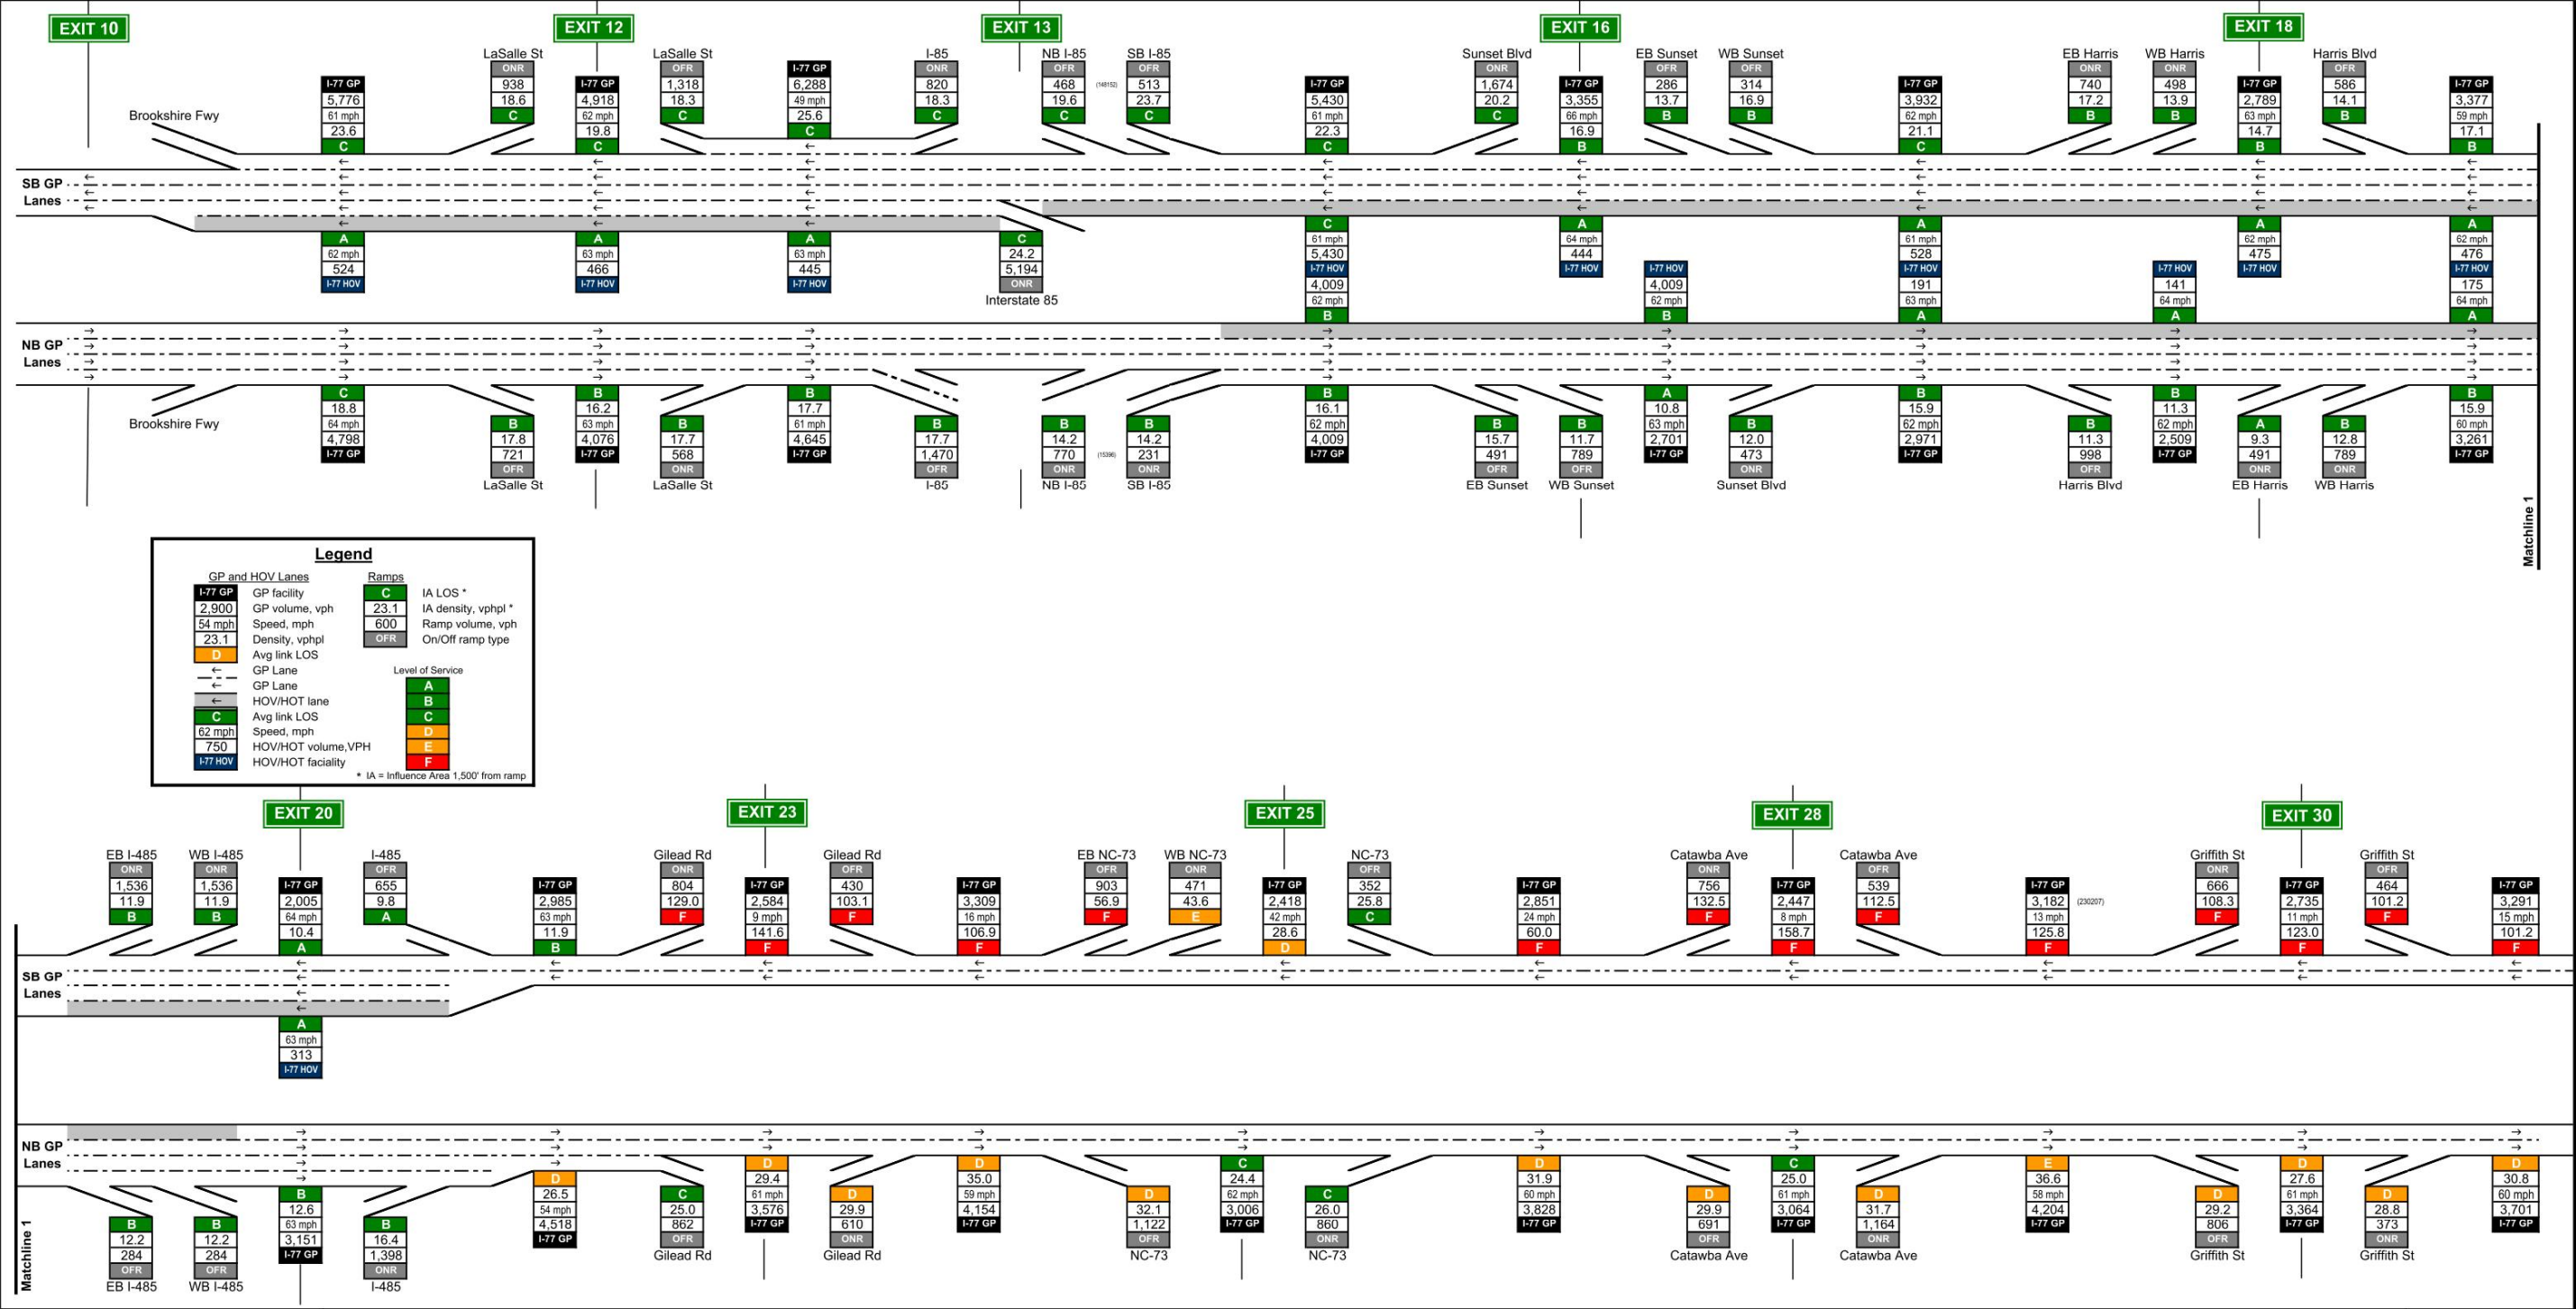 EXIT 10
EXIT 12
EXIT 13
EXIT 16
EXIT 18
LaSalle St
LaSalle St
I-85
NB I-85
SB I-85
Sunset Blvd
EB Sunset
WB Sunset
EB Harris
WB Harris
Harris Blvd
Brookshire Fwy
I-77 GP
5,776
61 mph
23.6
C
ONR
938
18.6
C
I-77 GP
4,918
62 mph
19.8
C
OFR
1,318
18.3
C
I-77 GP
6,288
49 mph
25.6
C
ONR
820
18.3
C
OFR
468
19.6
C
(148152)
OFR
513
23.7
C
I-77 GP
5,430
61 mph
22.3
C
ONR
1,674
20.2
C
I-77 GP
3,355
66 mph
16.9
B
OFR
286
13.7
B
OFR
314
16.9
B
I-77 GP
3,932
62 mph
21.1
C
ONR
740
17.2
B
ONR
498
13.9
B
I-77 GP
2,789
63 mph
14.7
B
OFR
586
14.1
B
I-77 GP
3,377
59 mph
17.1
B
SB GP
Lanes
← ← ← ← ← ← ← ← ← ←
A
62 mph
524
I-77 HOV
A
63 mph
466
I-77 HOV
A
63 mph
445
I-77 HOV
C
24.2
5,194
ONR
Interstate 85
C
61 mph
5,430
I-77 HOV
4,009
62 mph
B
A
64 mph
444
I-77 HOV
I-77 HOV
4,009
62 mph
B
A
61 mph
528
I-77 HOV
191
63 mph
A
I-77 HOV
141
64 mph
A
A
62 mph
475
I-77 HOV
A
62 mph
476
I-77 HOV
175
64 mph
A
NB GP
Lanes
→ → → → → → → → → →
Brookshire Fwy
C
18.8
64 mph
4,798
I-77 GP
B
17.8
721
OFR
LaSalle St
B
16.2
63 mph
4,076
I-77 GP
B
17.7
568
ONR
LaSalle St
B
17.7
61 mph
4,645
I-77 GP
B
17.7
1,470
OFR
I-85
B
14.2
770
ONR
NB I-85
(15396)
B
14.2
231
ONR
SB I-85
B
16.1
62 mph
4,009
I-77 GP
B
15.7
491
OFR
EB Sunset
B
11.7
789
OFR
WB Sunset
A
10.8
63 mph
2,701
I-77 GP
B
12.0
473
ONR
Sunset Blvd
B
15.9
62 mph
2,971
I-77 GP
B
11.3
998
OFR
Harris Blvd
B
11.3
62 mph
2,509
I-77 GP
A
9.3
491
ONR
EB Harris
B
12.8
789
ONR
WB Harris
B
15.9
60 mph
3,261
I-77 GP
Matchline 1
Legend
GP and HOV Lanes
I-77 GP GP facility
2,900 GP volume, vph
54 mph Speed, mph
23.1 Density, vphpl
D Avg link LOS
← GP Lane
← GP Lane
← HOV/HOT lane
C Avg link LOS
62 mph Speed, mph
750 HOV/HOT volume,VPH
I-77 HOV HOV/HOT faciality
Ramps
C IA LOS *
23.1 IA density, vphpl *
600 Ramp volume, vph
OFR On/Off ramp type
Level of Service
A
B
C
D
E
F
* IA = Influence Area 1,500' from ramp
EXIT 20
EXIT 23
EXIT 25
EXIT 28
EXIT 30
EB I-485
ONR
1,536
11.9
B
WB I-485
ONR
1,536
11.9
B
I-77 GP
2,005
64 mph
10.4
A
I-485
OFR
655
9.8
A
I-77 GP
2,985
63 mph
11.9
B
Gilead Rd
ONR
804
129.0
F
I-77 GP
2,584
9 mph
141.6
F
Gilead Rd
OFR
430
103.1
F
I-77 GP
3,309
16 mph
106.9
F
EB NC-73
ONR
903
56.9
F
WB NC-73
ONR
471
43.6
E
I-77 GP
2,418
42 mph
28.6
D
NC-73
OFR
352
25.8
C
I-77 GP
2,851
24 mph
60.0
F
Catawba Ave
ONR
756
132.5
F
I-77 GP
2,447
8 mph
158.7
F
Catawba Ave
OFR
539
112.5
F
I-77 GP
3,182
13 mph
125.8
F
(230207)
Griffith St
ONR
666
108.3
F
I-77 GP
2,735
11 mph
123.0
F
Griffith St
OFR
464
101.2
F
I-77 GP
3,291
15 mph
101.2
F
SB GP
Lanes
← ← ← ← ← ← ← ← ←
A
63 mph
313
I-77 HOV
NB GP
Lanes
→ → → → → → → → → →
Matchline 1
B
12.2
284
OFR
EB I-485
B
12.2
284
OFR
WB I-485
B
12.6
63 mph
3,151
I-77 GP
B
16.4
1,398
ONR
I-485
D
26.5
54 mph
4,518
I-77 GP
C
25.0
862
OFR
Gilead Rd
D
29.4
61 mph
3,576
I-77 GP
D
29.9
610
ONR
Gilead Rd
D
35.0
59 mph
4,154
I-77 GP
D
32.1
1,122
OFR
NC-73
C
24.4
62 mph
3,006
I-77 GP
C
26.0
860
ONR
NC-73
D
31.9
60 mph
3,828
I-77 GP
D
29.9
691
OFR
Catawba Ave
C
25.0
61 mph
3,064
I-77 GP
D
31.7
1,164
ONR
Catawba Ave
E
36.6
58 mph
4,204
I-77 GP
D
29.2
806
OFR
Griffith St
D
27.6
61 mph
3,364
I-77 GP
D
28.8
373
ONR
Griffith St
D
30.8
60 mph
3,701
I-77 GP